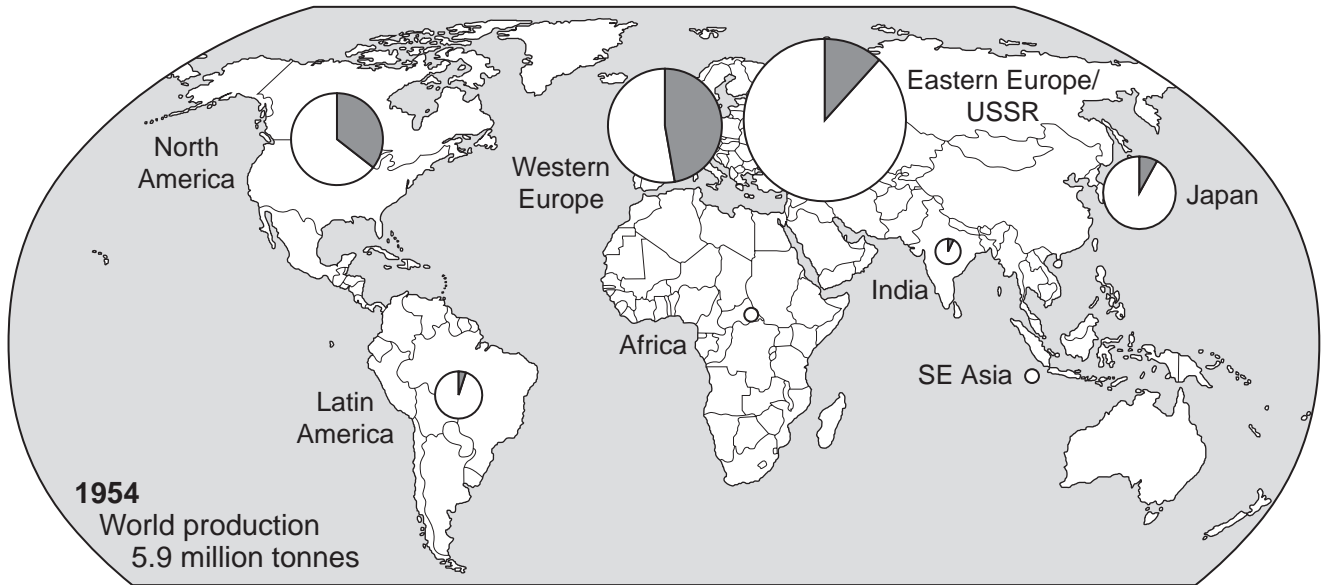 Eastern Europe/
USSR
North
America
Western
Europe
Japan
India
Africa
SE Asia
Latin
America
1954
World production
5.9 million tonnes